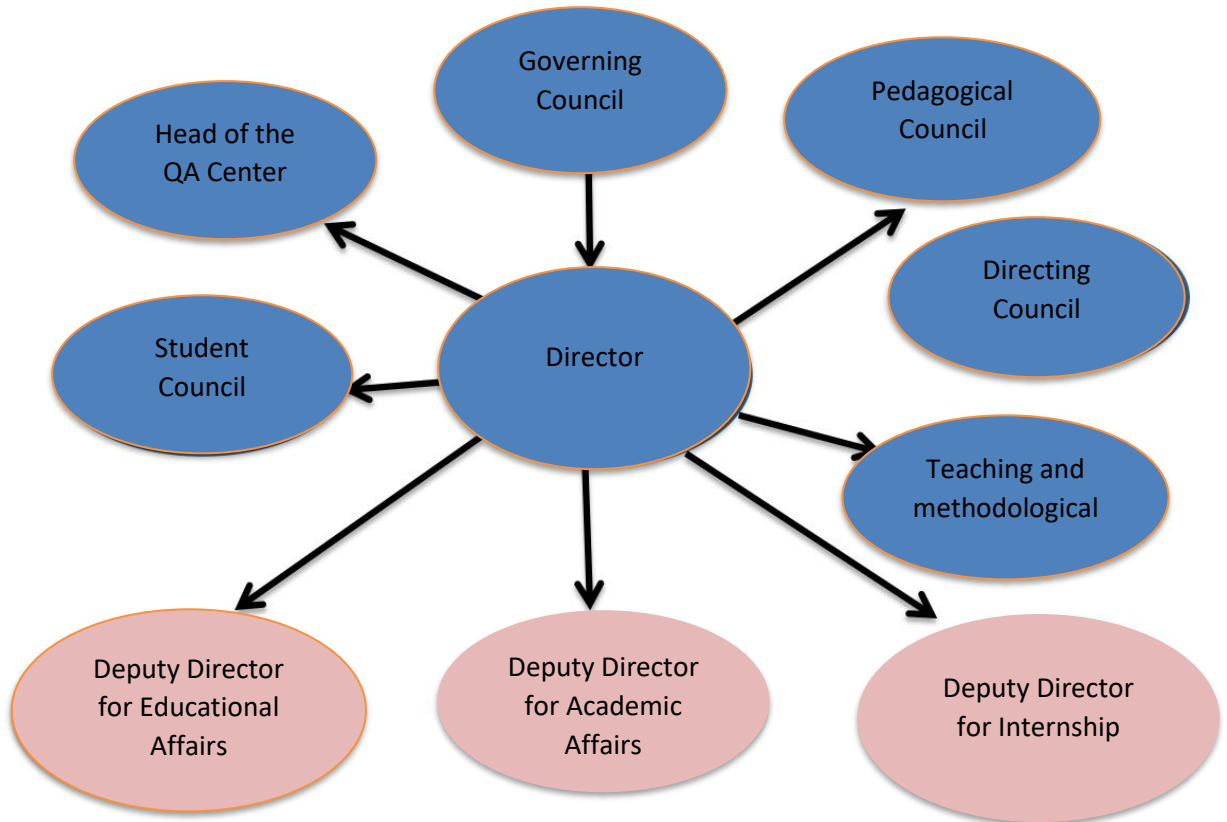 Governing
Council
Pedagogical
Council
Head of the
QA Center
Directing
Council
Student
Council
Director
Teaching and
methodological
Deputy Director
for Educational
Affairs
Deputy Director
for Academic
Affairs
Deputy Director
for Internship